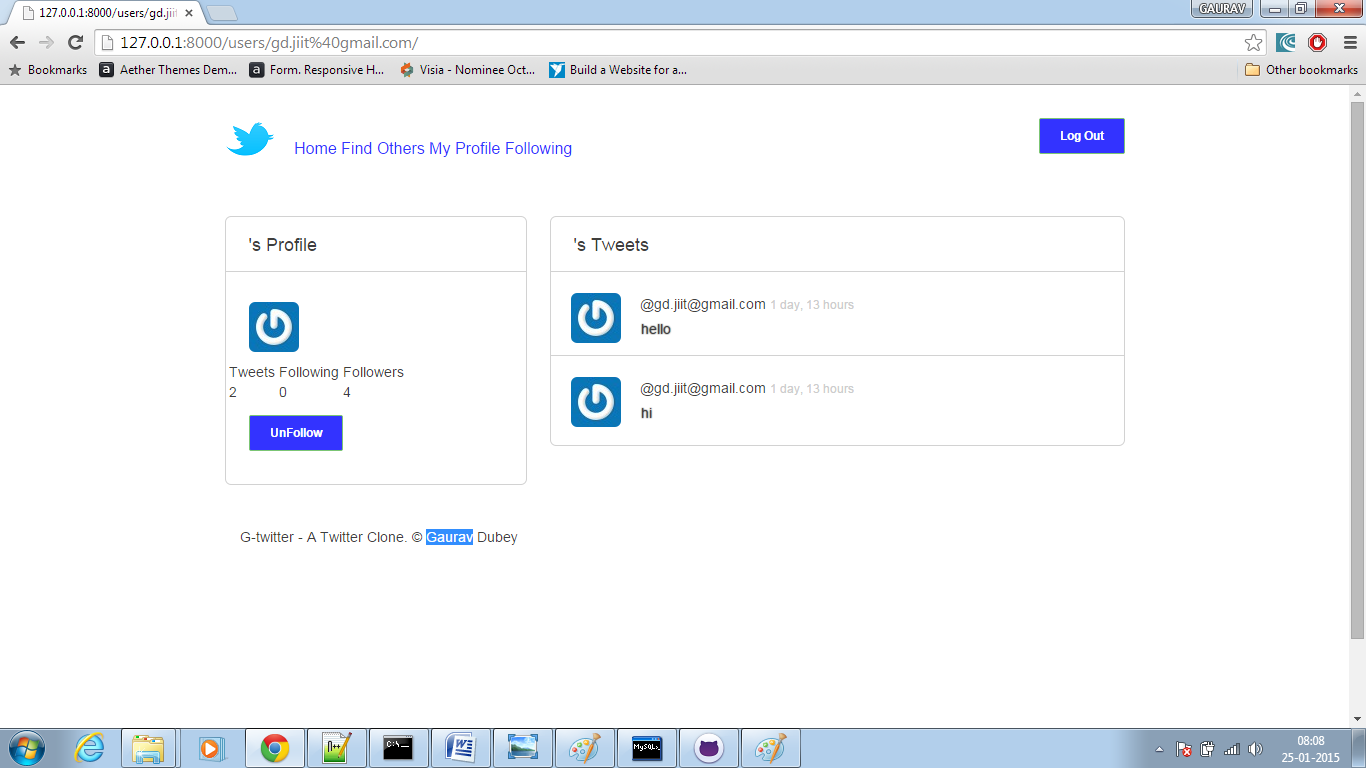 127.0.0.1:8000/users/gd.jii
GAURAV
127.0.0.1:8000/users/gd.jiit%40gmail.com/
Bookmarks
Aether Themes Dem...
Form. Responsive H...
Visia - Nominee Oct...
Build a Website for a...
Other bookmarks
Home Find Others My Profile Following
Log Out
's Profile
Tweets Following Followers
2 0 4
UnFollow
's Tweets
@gd.jiit@gmail.com 1 day, 13 hours
hello
@gd.jiit@gmail.com 1 day, 13 hours
hi
G-twitter - A Twitter Clone. © Gaurav Dubey
C:\
MySQL
08:08
25-01-2015